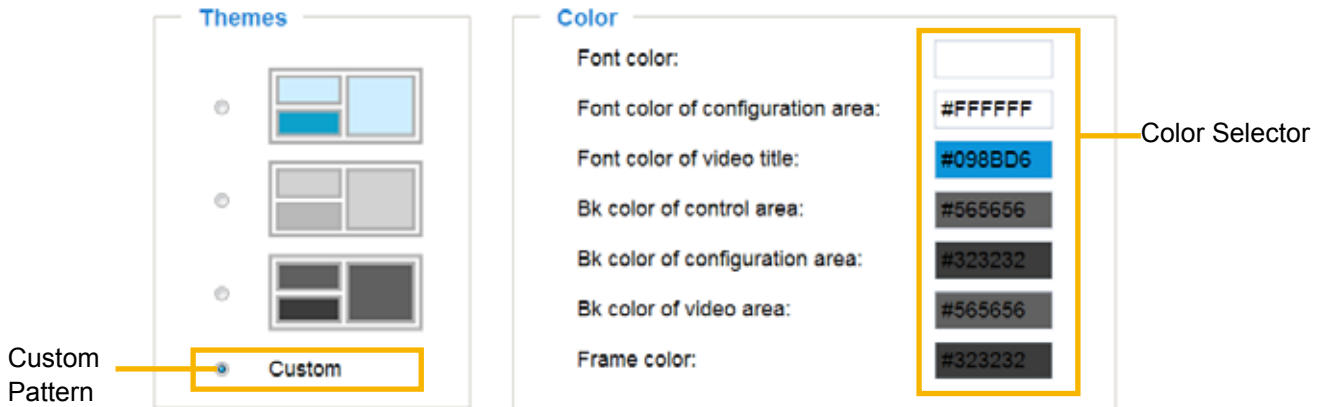 Themes
Custom
Custom
Pattern
Color
Font color:
Font color of configuration area: #FFFFFF
Font color of video title: #098BD6
Bk color of control area: #565656
Bk color of configuration area: #323232
Bk color of video area: #565656
Frame color: #323232
Color Selector